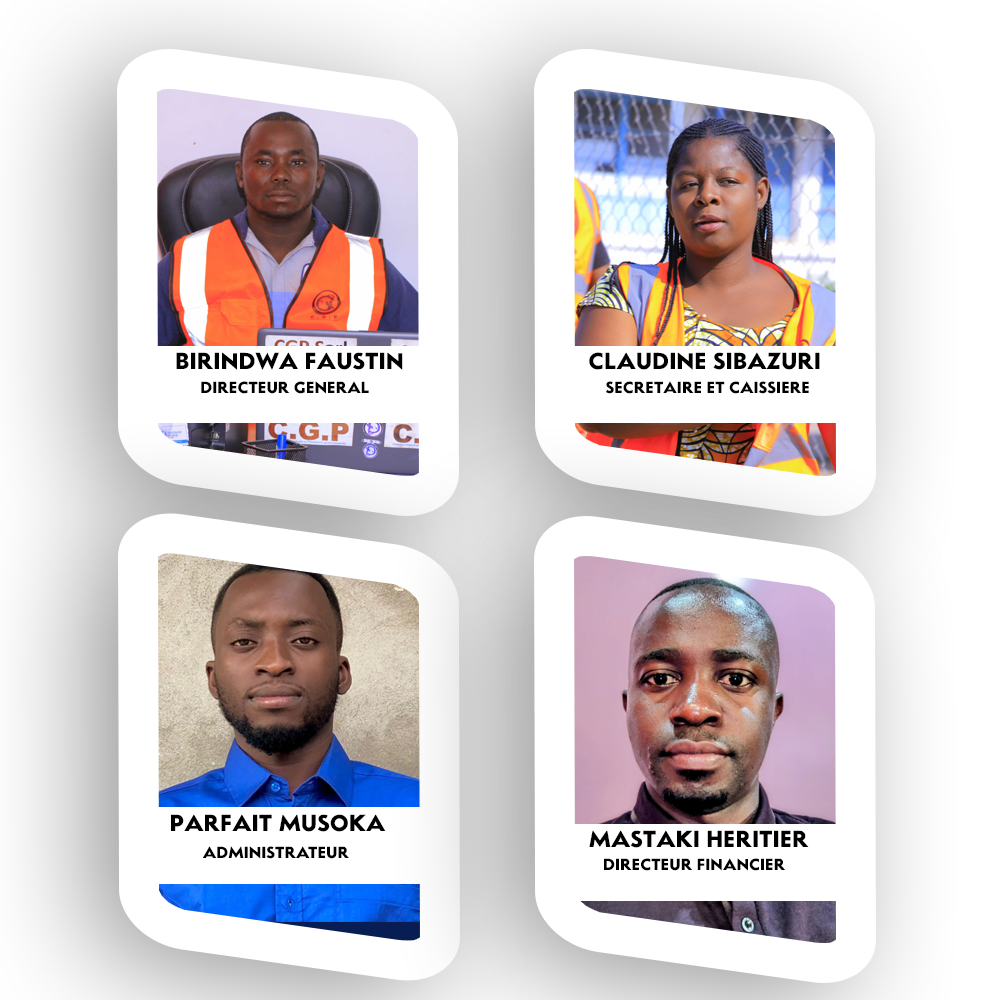 CGP Sarl
BIRINDWA FAUSTIN
DIRECTEUR GENERAL
C.G.P
C.
CLAUDINE SIBAZURI
SECRETAIRE ET CAISSIERE
PARFAIT MUSOKA
ADMINISTRATEUR
MASTAKI HERITIER
DIRECTEUR FINANCIER